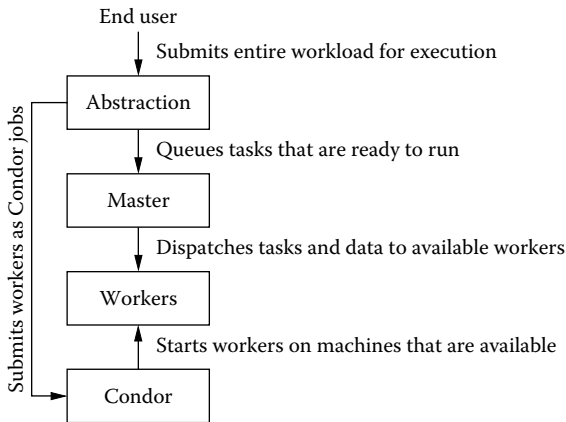 End user
Submits entire workload for execution
Abstraction
Queues tasks that are ready to run
Master
Dispatches tasks and data to available workers
Workers
Starts workers on machines that are available
Condor
Submits workers as Condor jobs